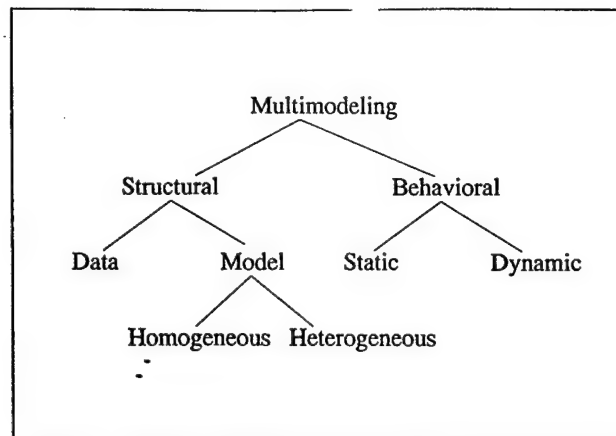 Multimodeling
Structural Behavioral
Data Model Static Dynamic
Homogeneous Heterogeneous